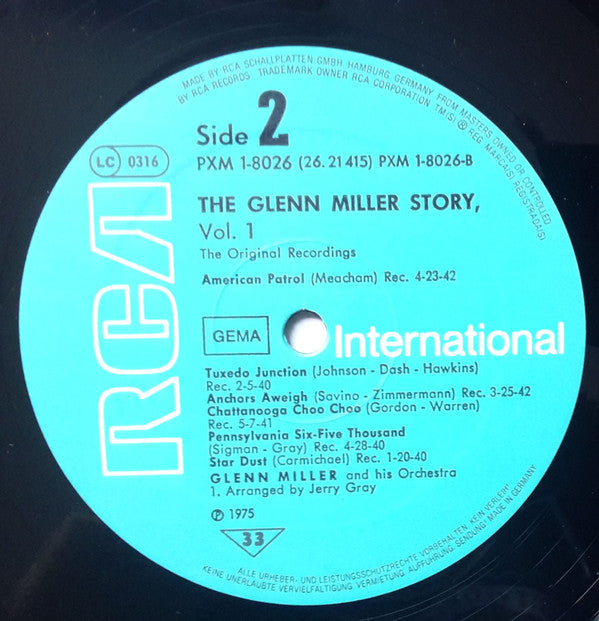 MADE BY RCA SCHALLPLATTEN GMBH, HAMBURG, GERMANY, FROM MASTERS OWNED OR CONTROLLED
BY RCA RECORDS TRADEMARK OWNER RCA CORPORATION TM(S) ® REG. MARCA(S) REGISTRADA(S)
Side 2
LC 0316
PXM 1-8026 (26.21415) PXM 1-8026-B
RCA
THE GLENN MILLER STORY,
Vol. 1
The Original Recordings
American Patrol (Meacham) Rec. 4-23-42
GEMA
International
Tuxedo Junction (Johnson - Dash - Hawkins)
Rec. 2-5-40
Anchors Aweigh (Savino - Zimmermann) Rec. 3-25-42
Chattanooga Choo Choo (Gordon - Warren)
Rec. 5-7-41
Pennsylvania Six-Five Thousand
(Sigman - Gray) Rec. 4-28-40
Star Dust (Carmichael) Rec. 1-20-40
GLENN MILLER and his Orchestra
1. Arranged by Jerry Gray
℗ 1975
33
ALLE URHEBER- UND LEISTUNGSSCHUTZRECHTE VORBEHALTEN. KEIN VERLEIH!
KEINE UNERLAUBTE VERVIELFÄLTIGUNG, VERMIETUNG, AUFFÜHRUNG, SENDUNG! MADE IN GERMANY